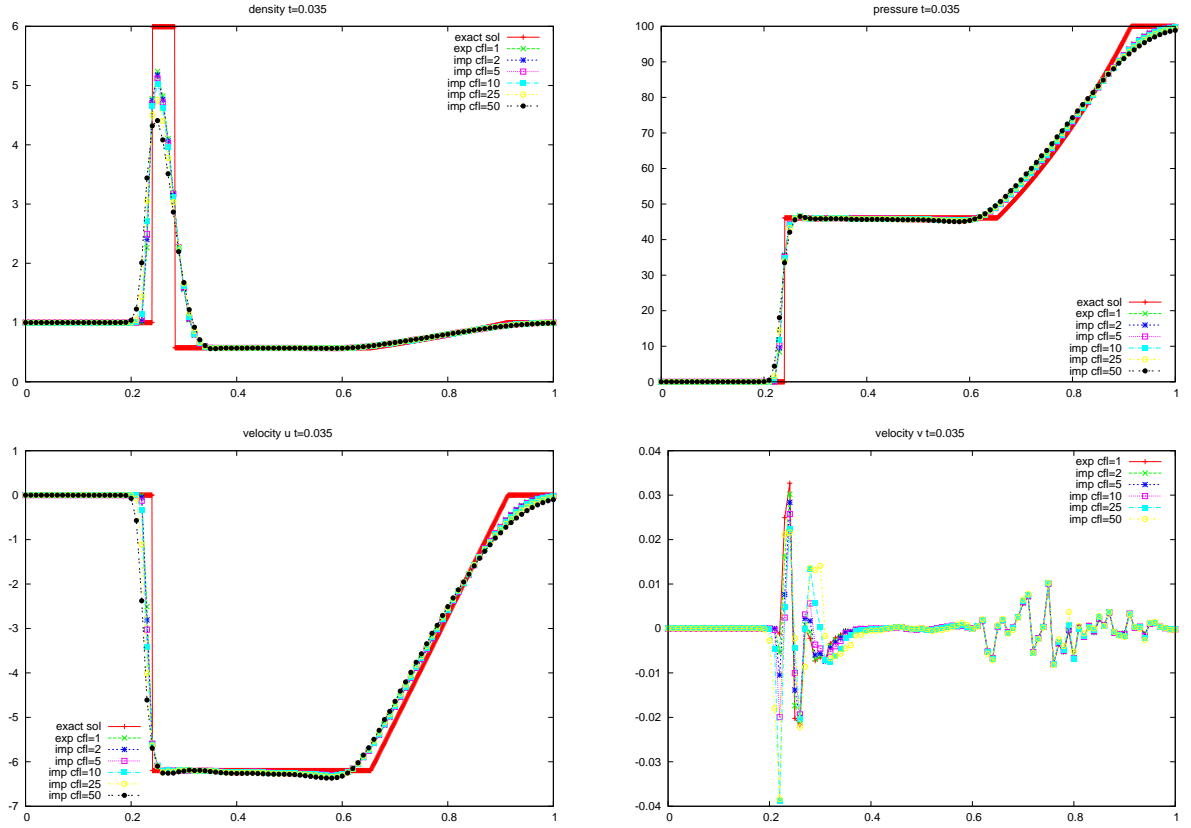 density t=0.035
6
5
4
3
2
1
0
0 0.2 0.4 0.6 0.8 1
exact sol
exp cfl=1
imp cfl=2
imp cfl=5
imp cfl=10
imp cfl=25
imp cfl=50
pressure t=0.035
100
90
80
70
60
50
40
30
20
10
0
0 0.2 0.4 0.6 0.8 1
exact sol
exp cfl=1
imp cfl=2
imp cfl=5
imp cfl=10
imp cfl=25
imp cfl=50
velocity u t=0.035
1
0
-1
-2
-3
-4
-5
-6
-7
0 0.2 0.4 0.6 0.8 1
exact sol
exp cfl=1
imp cfl=2
imp cfl=5
imp cfl=10
imp cfl=25
imp cfl=50
velocity v t=0.035
0.04
0.03
0.02
0.01
0
-0.01
-0.02
-0.03
-0.04
0 0.2 0.4 0.6 0.8 1
exp cfl=1
imp cfl=2
imp cfl=5
imp cfl=10
imp cfl=25
imp cfl=50